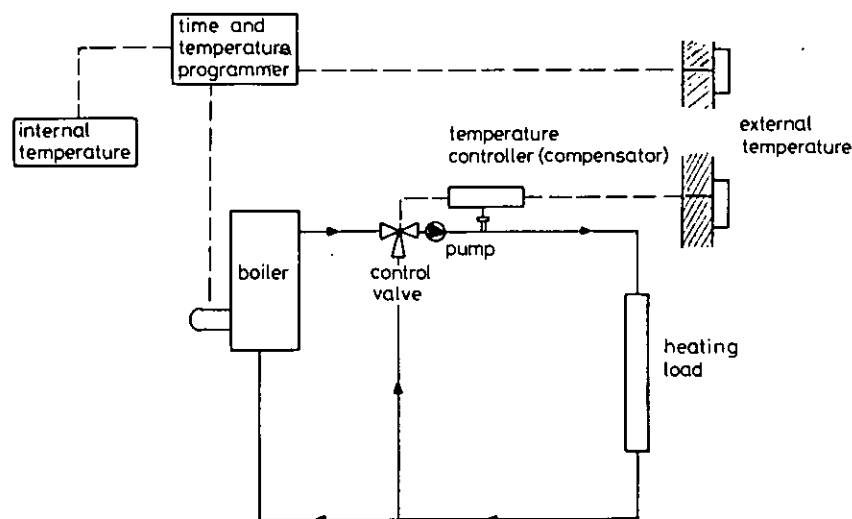 time and
temperature
programmer
internal
temperature
temperature
controller (compensator)
external
temperature
boiler
pump
control
valve
heating
load